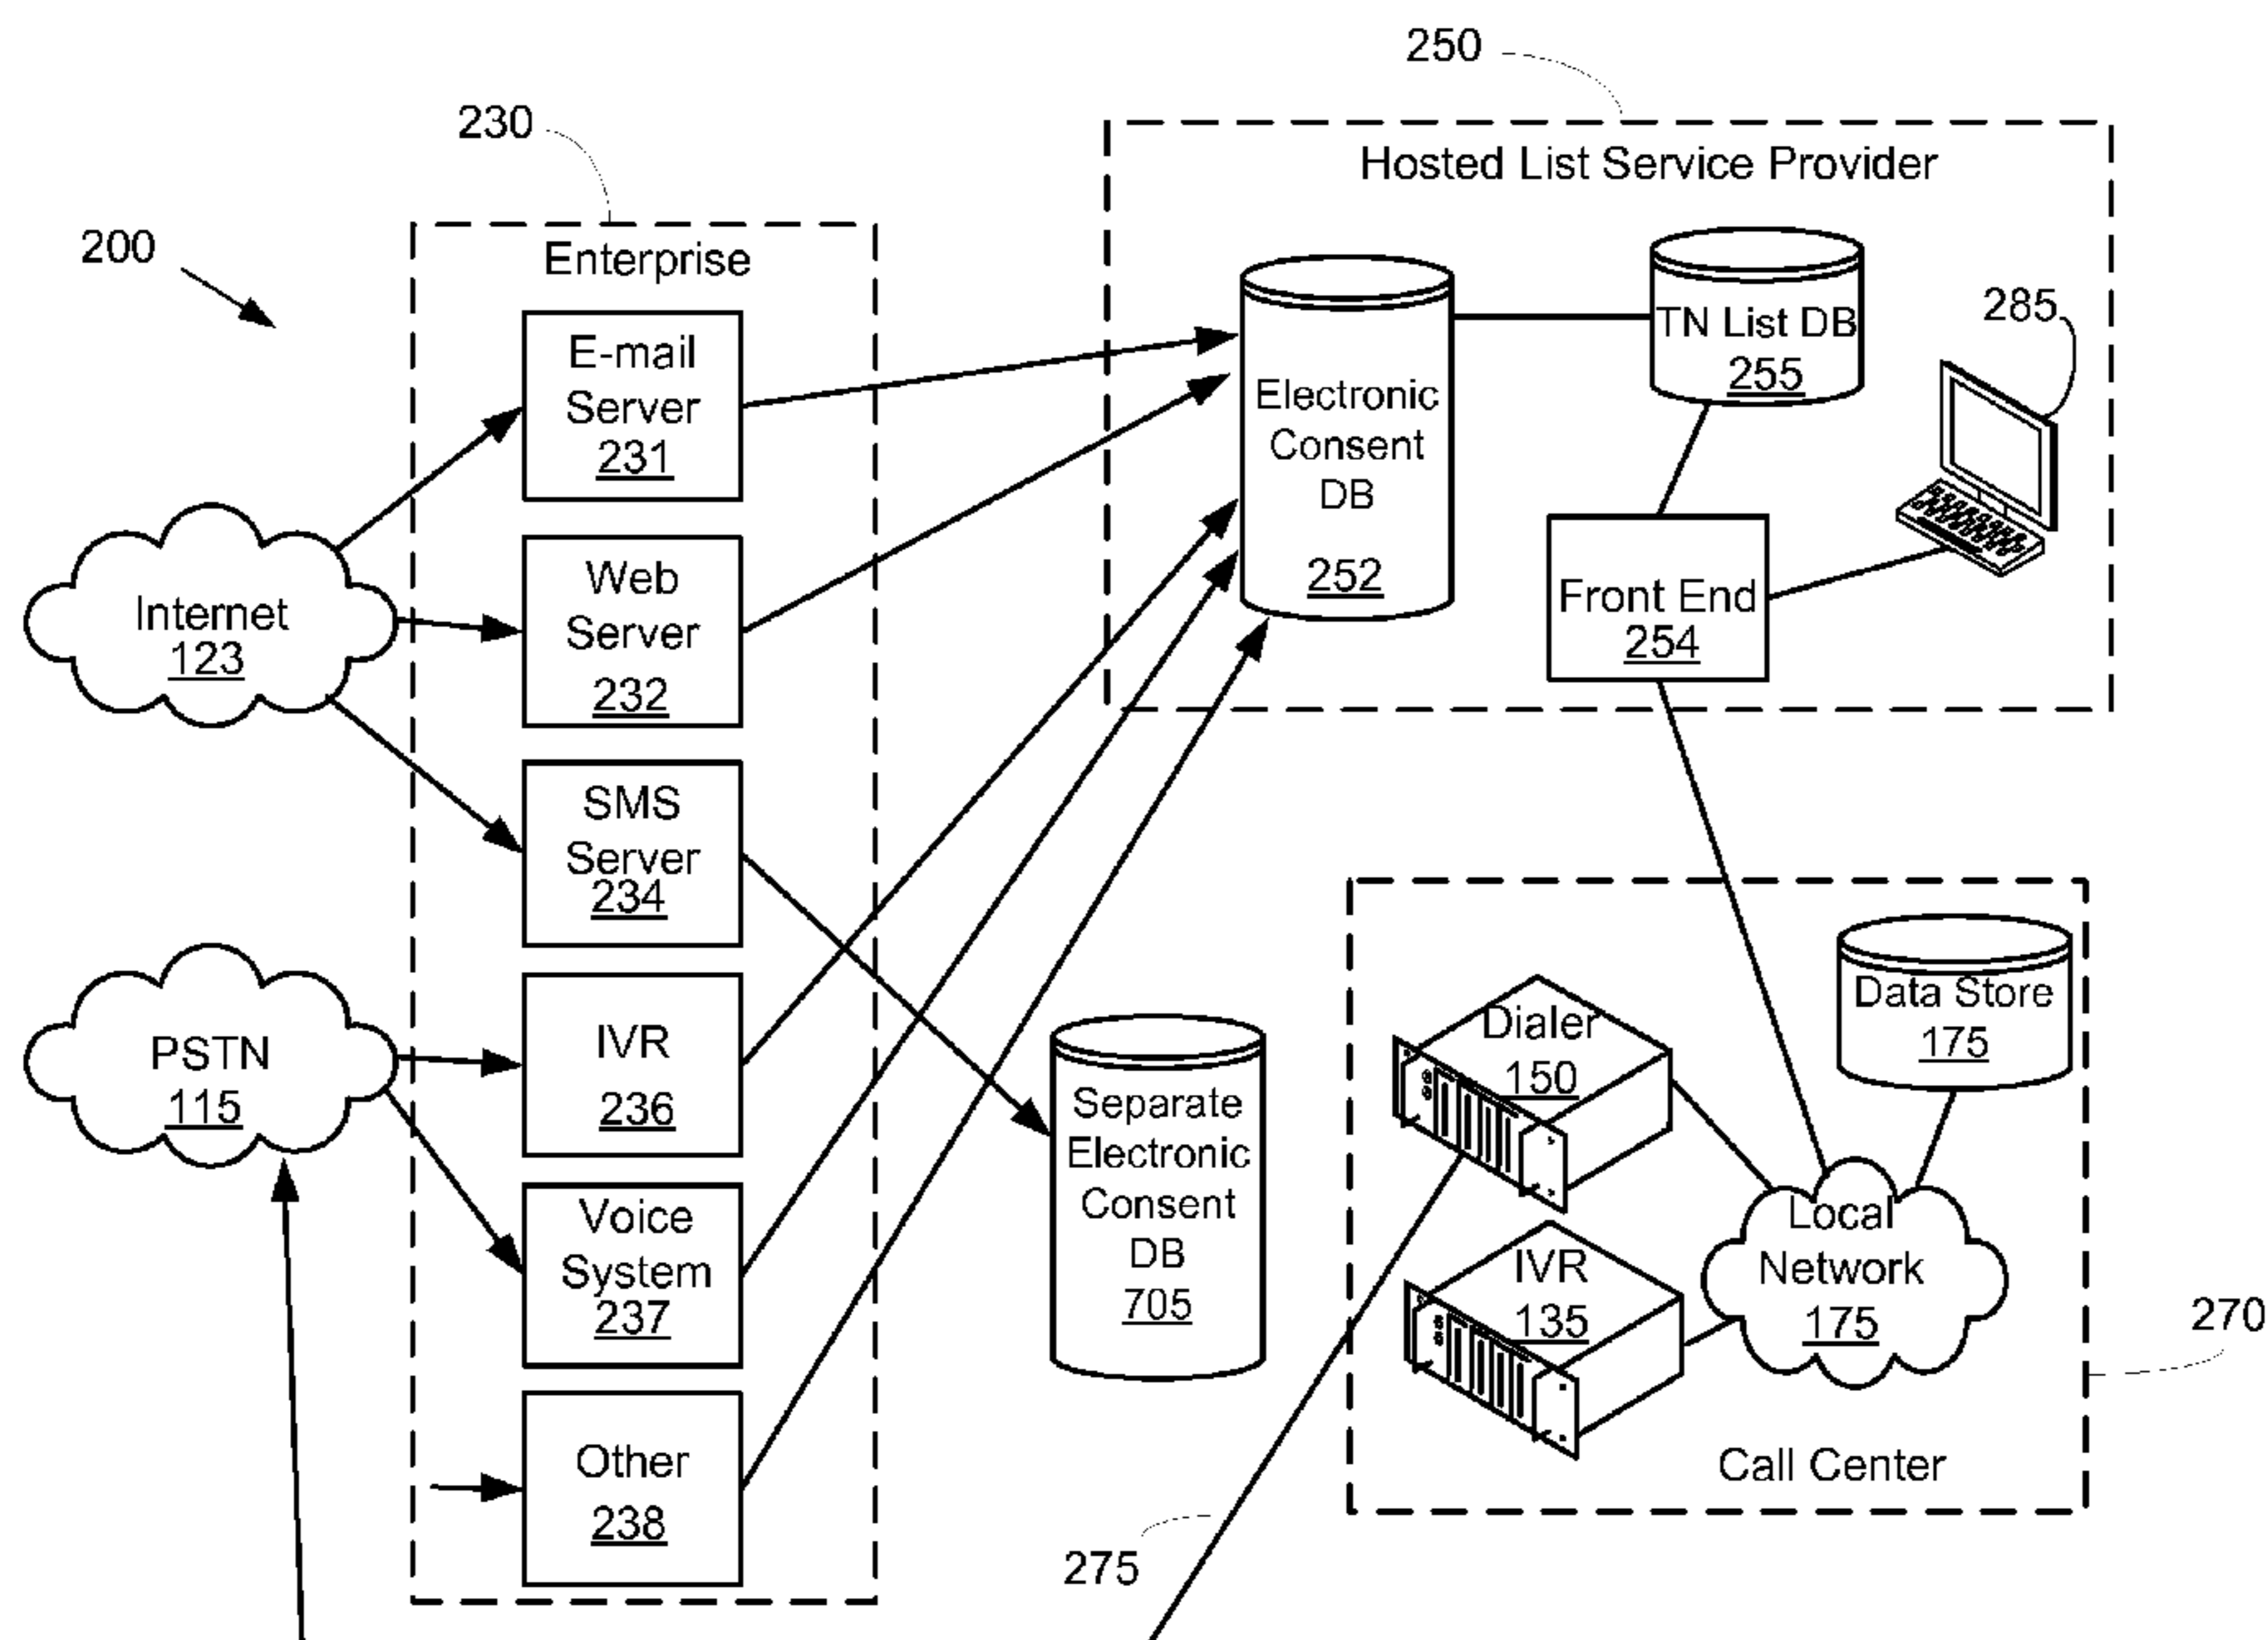 250
230
Hosted List Service Provider
200
Enterprise
E-mail
Server
231
TN List DB
255
285
Electronic
Consent
DB
252
Internet
123
Web
Server
232
Front End
254
SMS
Server
234
PSTN
115
IVR
236
Separate
Electronic
Consent
DB
705
Dialer
150
Data Store
175
Voice
System
237
IVR
135
Local
Network
175
270
Other
238
Call Center
275